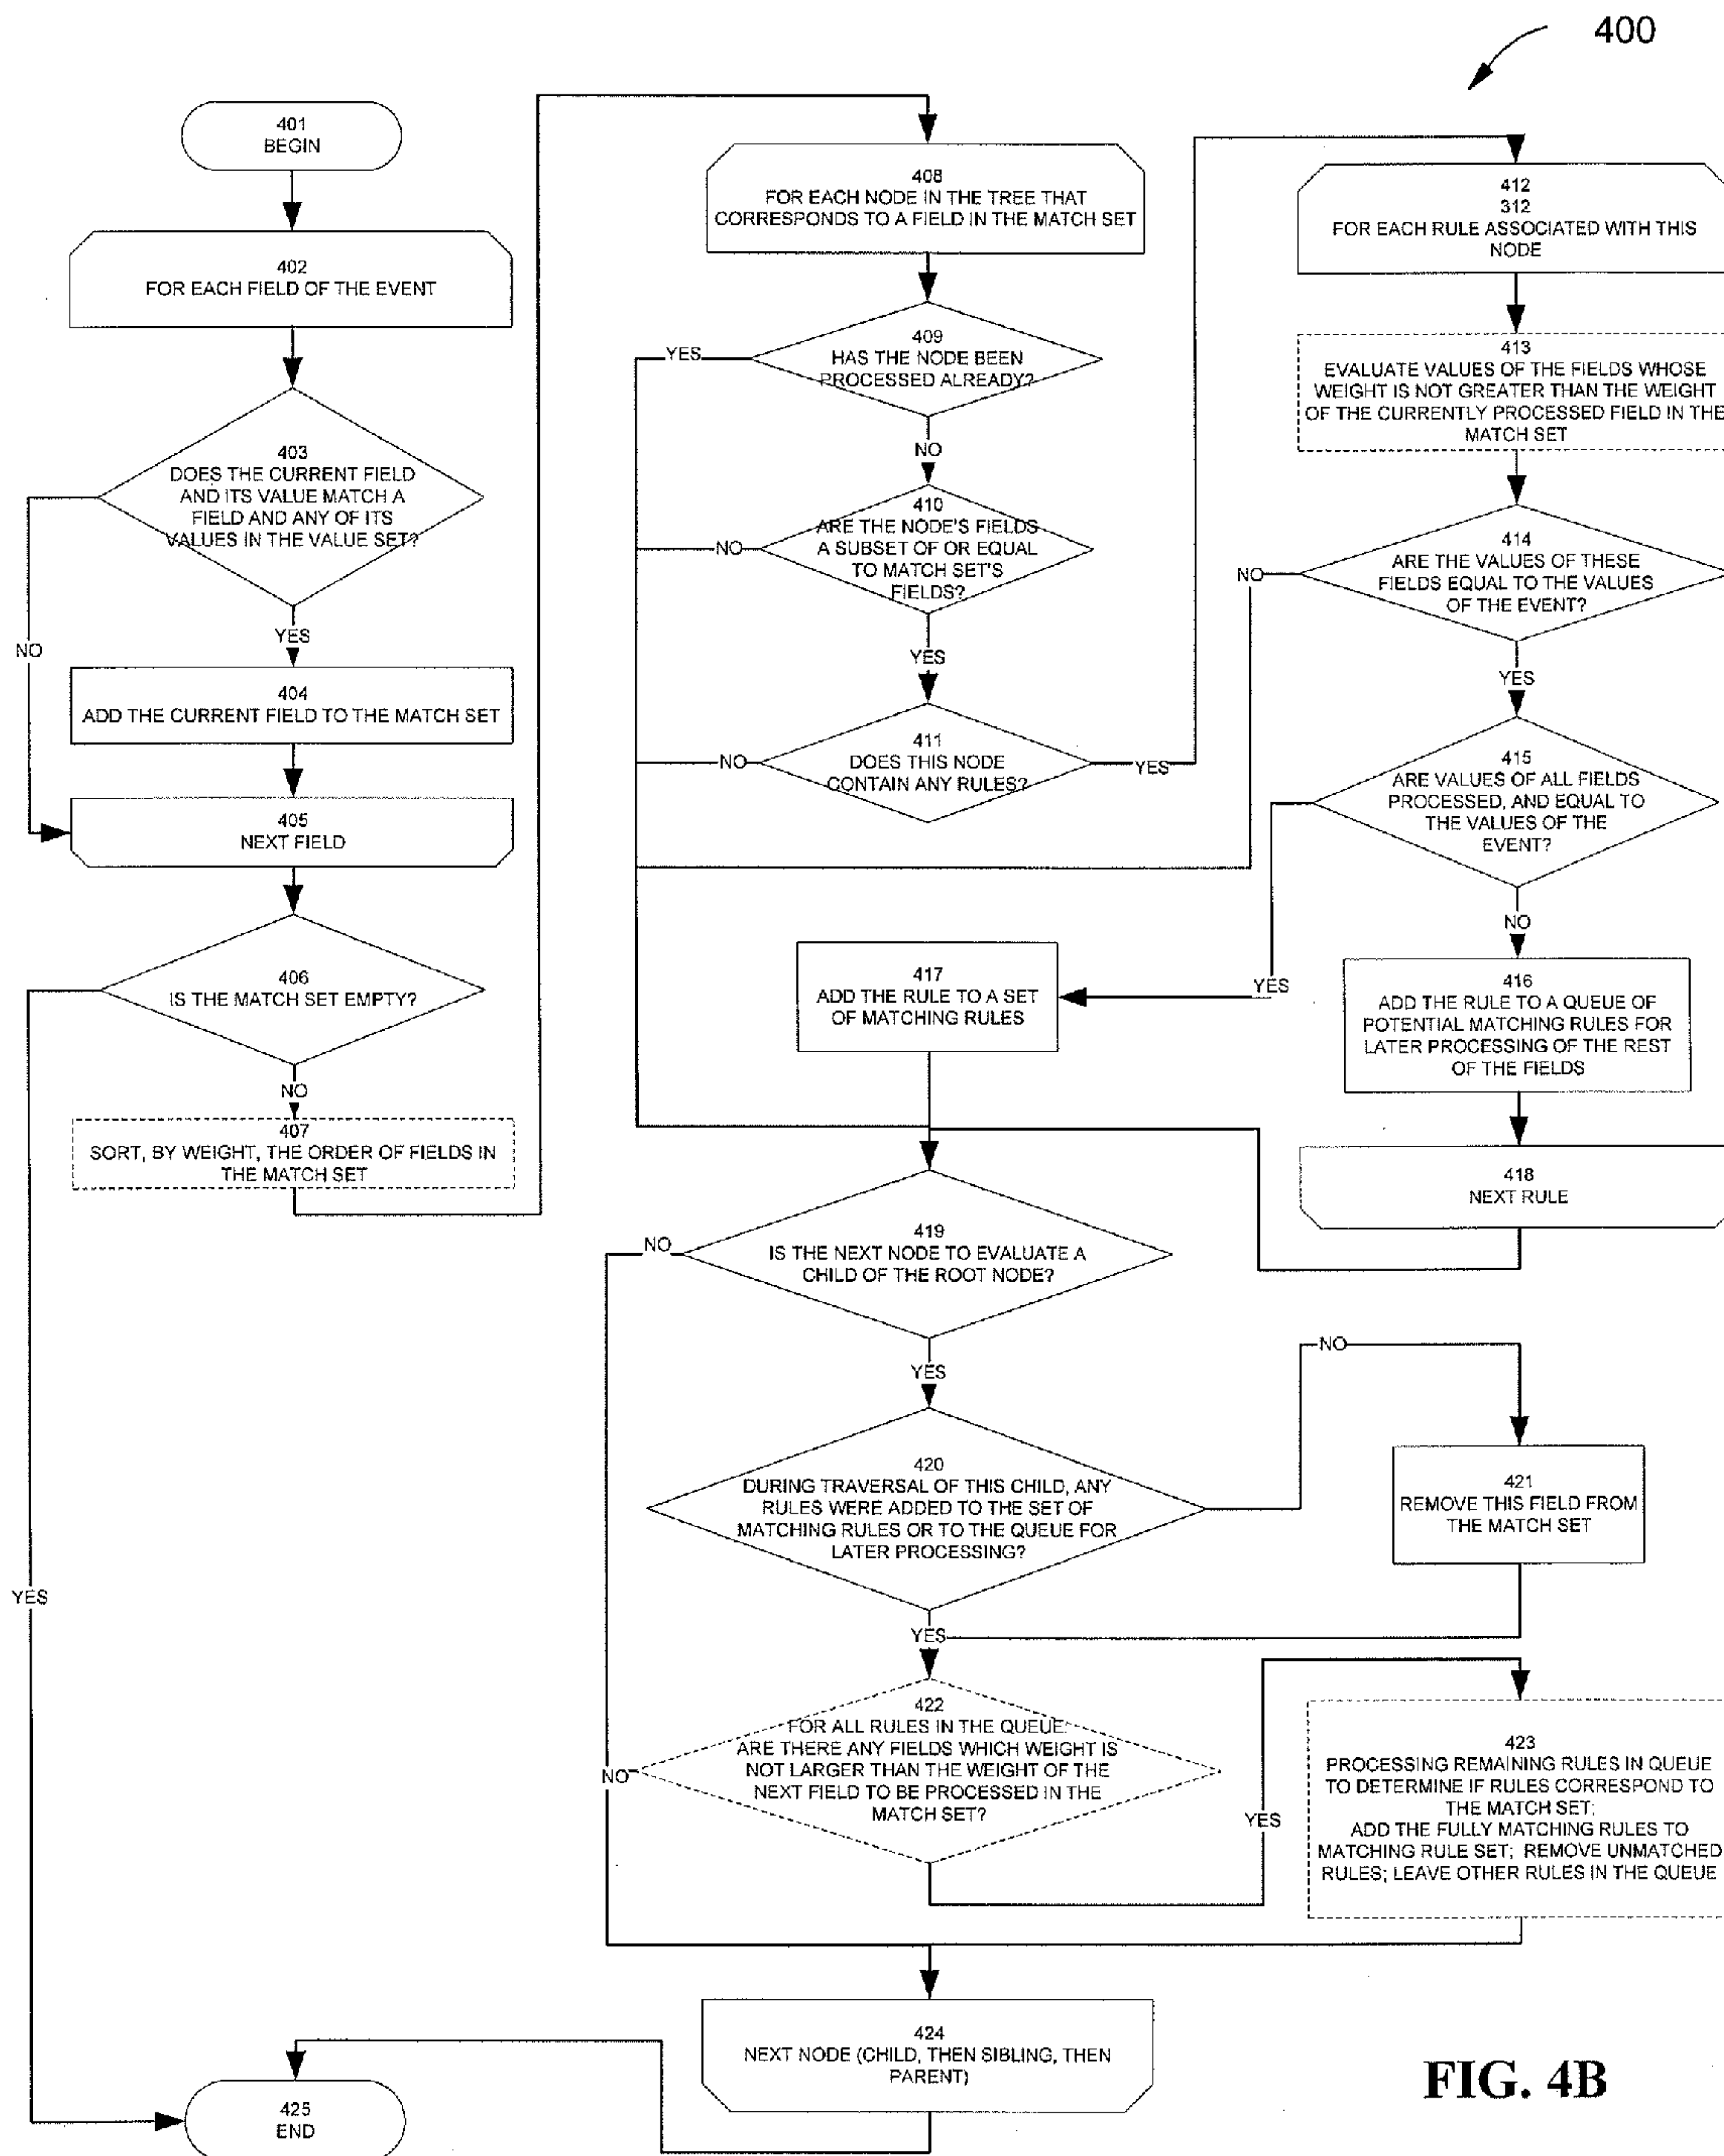 400
401
BEGIN
402
FOR EACH FIELD OF THE EVENT
403
DOES THE CURRENT FIELD
AND ITS VALUE MATCH A
FIELD AND ANY OF ITS
VALUES IN THE VALUE SET?
NO
YES
404
ADD THE CURRENT FIELD TO THE MATCH SET
405
NEXT FIELD
406
IS THE MATCH SET EMPTY?
YES
NO
407
SORT, BY WEIGHT, THE ORDER OF FIELDS IN
THE MATCH SET
408
FOR EACH NODE IN THE TREE THAT
CORRESPONDS TO A FIELD IN THE MATCH SET
409
HAS THE NODE BEEN
PROCESSED ALREADY?
YES
NO
410
ARE THE NODE'S FIELDS
A SUBSET OF OR EQUAL
TO MATCH SET'S
FIELDS?
NO
YES
411
DOES THIS NODE
CONTAIN ANY RULES?
NO
YES
412
312
FOR EACH RULE ASSOCIATED WITH THIS
NODE
413
EVALUATE VALUES OF THE FIELDS WHOSE
WEIGHT IS NOT GREATER THAN THE WEIGHT
OF THE CURRENTLY PROCESSED FIELD IN THE
MATCH SET
414
ARE THE VALUES OF THESE
FIELDS EQUAL TO THE VALUES
OF THE EVENT?
NO
YES
415
ARE VALUES OF ALL FIELDS
PROCESSED, AND EQUAL TO
THE VALUES OF THE
EVENT?
YES
NO
416
ADD THE RULE TO A QUEUE OF
POTENTIAL MATCHING RULES FOR
LATER PROCESSING OF THE REST
OF THE FIELDS
417
ADD THE RULE TO A SET
OF MATCHING RULES
418
NEXT RULE
419
IS THE NEXT NODE TO EVALUATE A
CHILD OF THE ROOT NODE?
NO
YES
420
DURING TRAVERSAL OF THIS CHILD, ANY
RULES WERE ADDED TO THE SET OF
MATCHING RULES OR TO THE QUEUE FOR
LATER PROCESSING?
NO
YES
421
REMOVE THIS FIELD FROM
THE MATCH SET
422
FOR ALL RULES IN THE QUEUE:
ARE THERE ANY FIELDS WHICH WEIGHT IS
NOT LARGER THAN THE WEIGHT OF THE
NEXT FIELD TO BE PROCESSED IN THE
MATCH SET?
NO
YES
423
PROCESSING REMAINING RULES IN QUEUE
TO DETERMINE IF RULES CORRESPOND TO
THE MATCH SET;
ADD THE FULLY MATCHING RULES TO
MATCHING RULE SET; REMOVE UNMATCHED
RULES; LEAVE OTHER RULES IN THE QUEUE
424
NEXT NODE (CHILD, THEN SIBLING, THEN
PARENT)
425
END
FIG. 4B